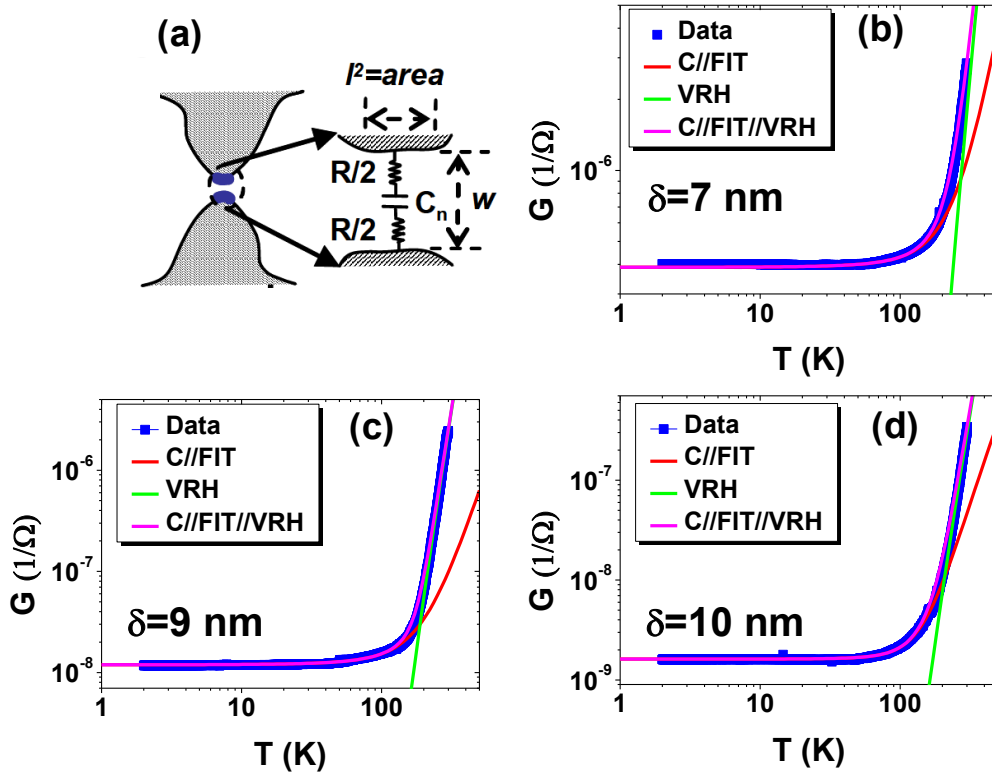 (a)
l²=area
R/2
Cn
w
R/2
(b)
Data
C//FIT
VRH
C//FIT//VRH
δ=7 nm
G (1/Ω)
10⁻⁶
1
10
100
T (K)
(c)
Data
C//FIT
VRH
C//FIT//VRH
δ=9 nm
G (1/Ω)
10⁻⁶
10⁻⁷
10⁻⁸
1
10
100
T (K)
(d)
Data
C//FIT
VRH
C//FIT//VRH
δ=10 nm
G (1/Ω)
10⁻⁷
10⁻⁸
10⁻⁹
1
10
100
T (K)